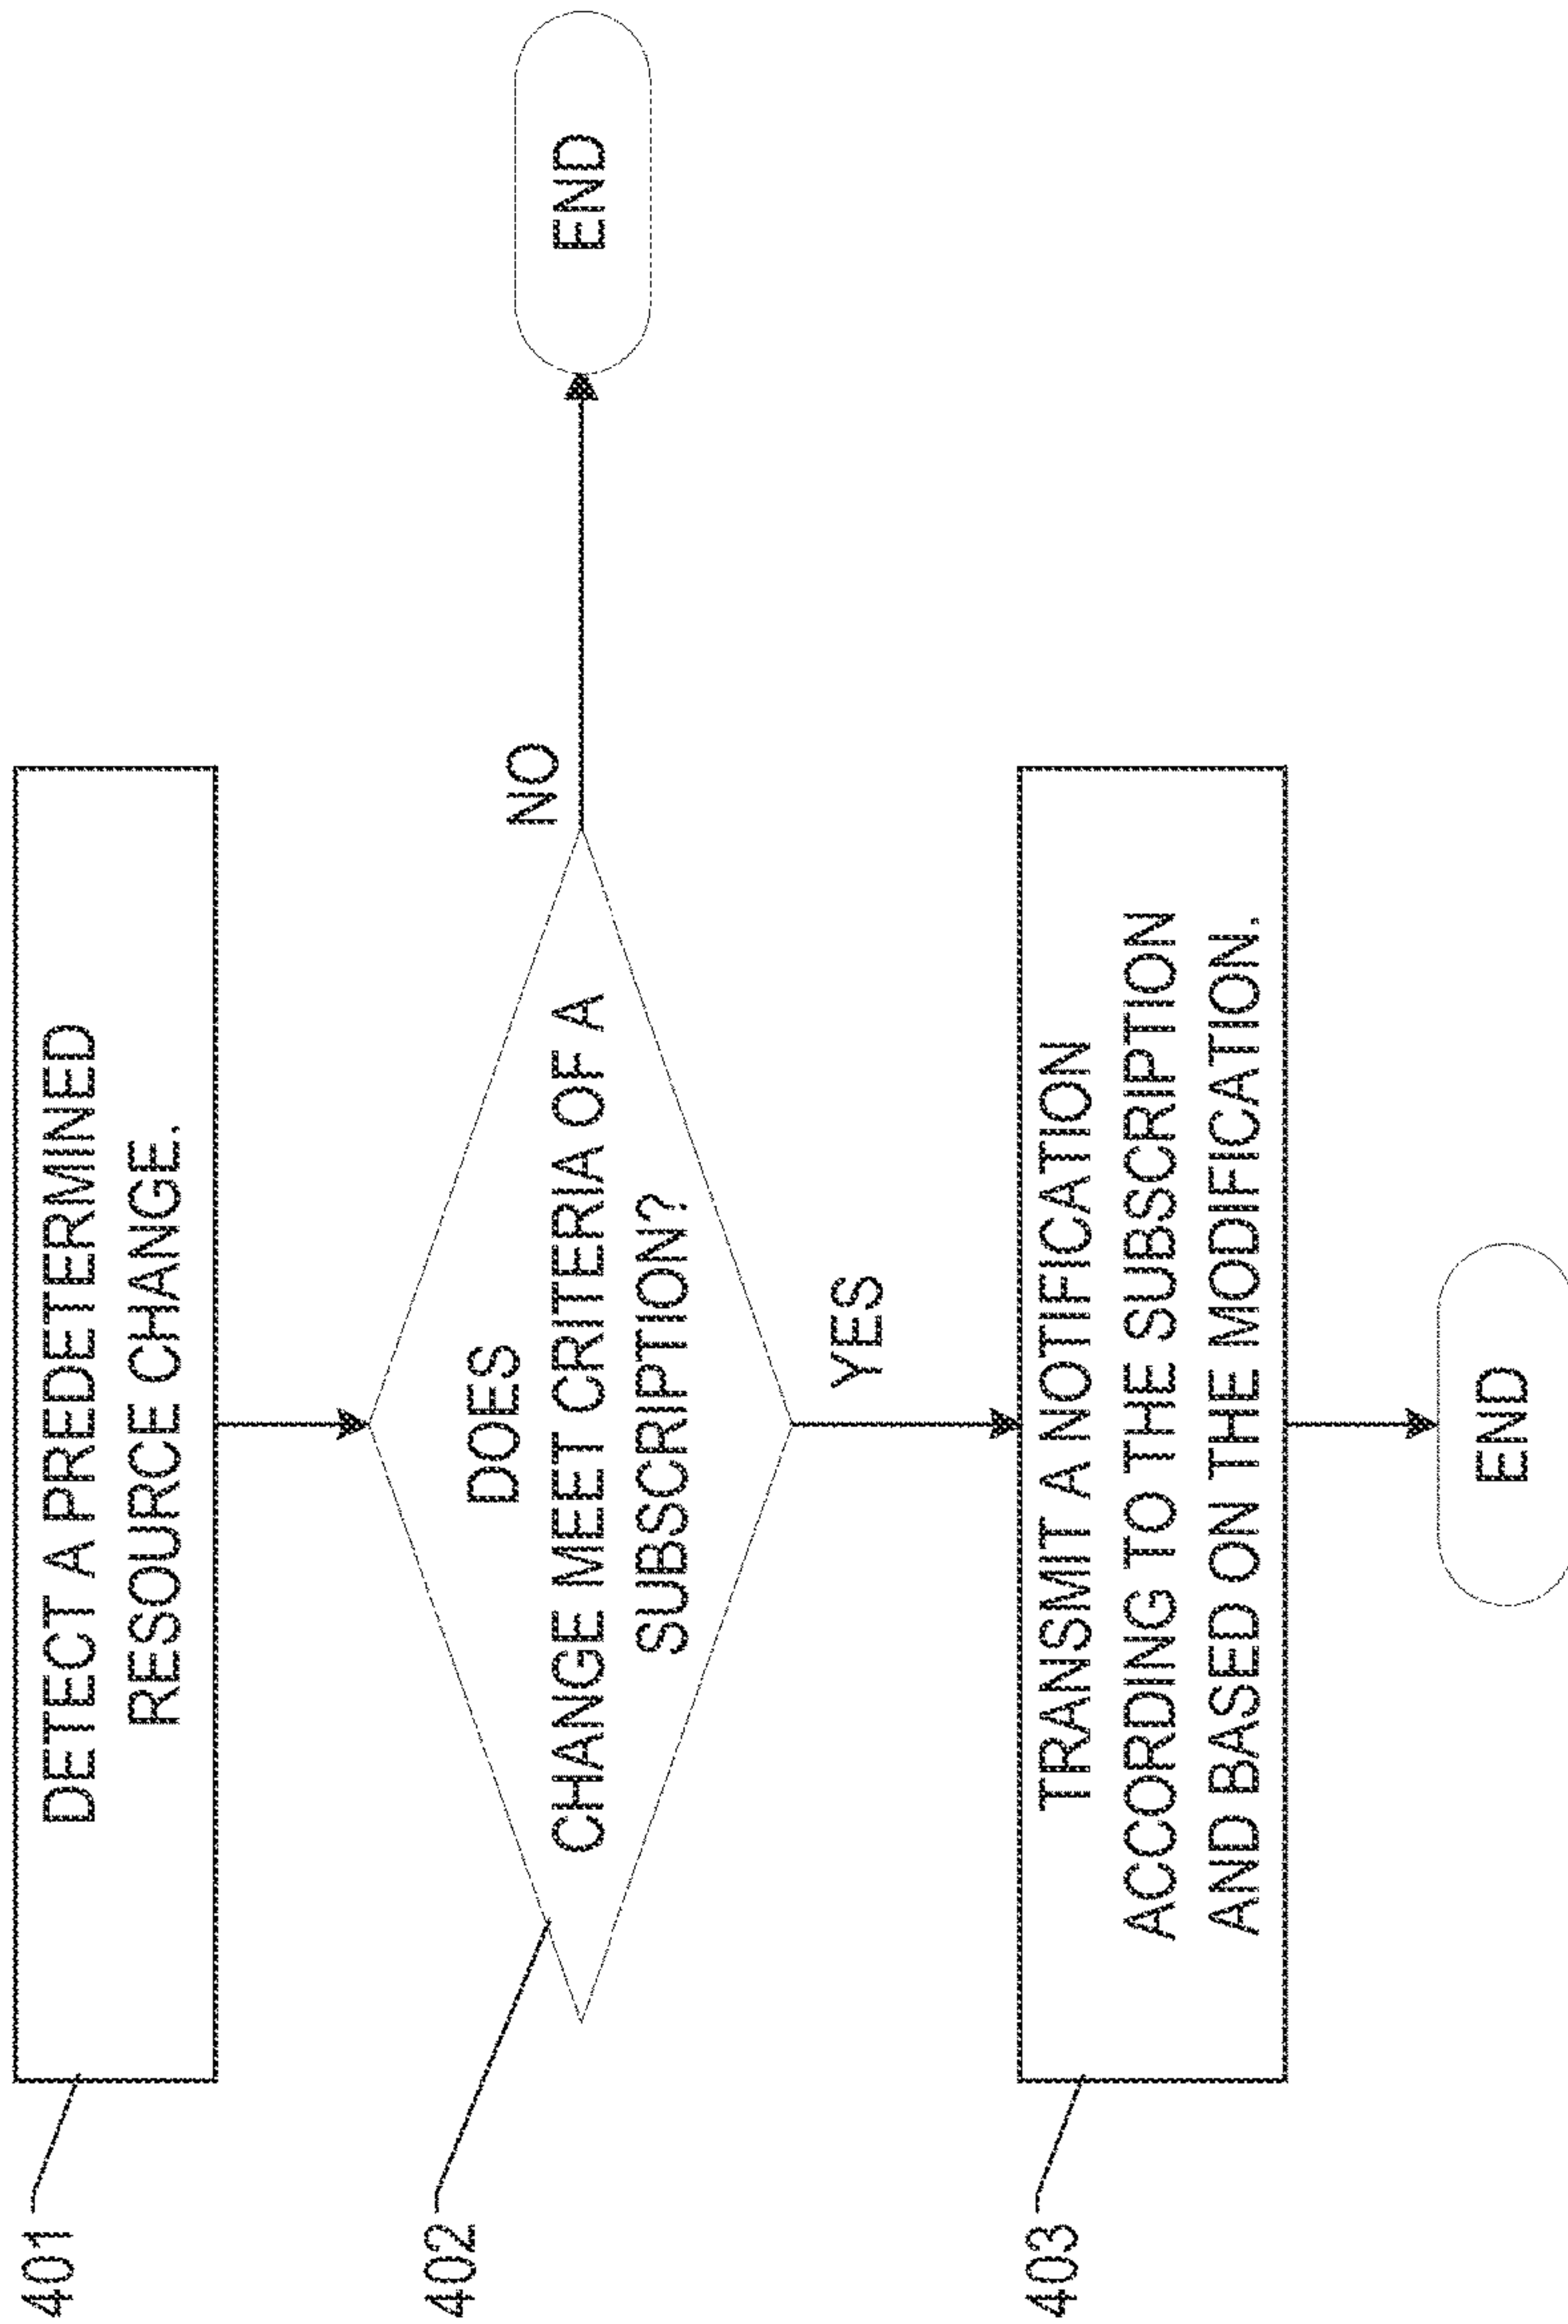 401
DETECT A PREDETERMINED
RESOURCE CHANGE.
402
DOES
CHANGE MEET CRITERIA OF A
SUBSCRIPTION?
NO
END
YES
403
TRANSMIT A NOTIFICATION
ACCORDING TO THE SUBSCRIPTION
AND BASED ON THE MODIFICATION.
END